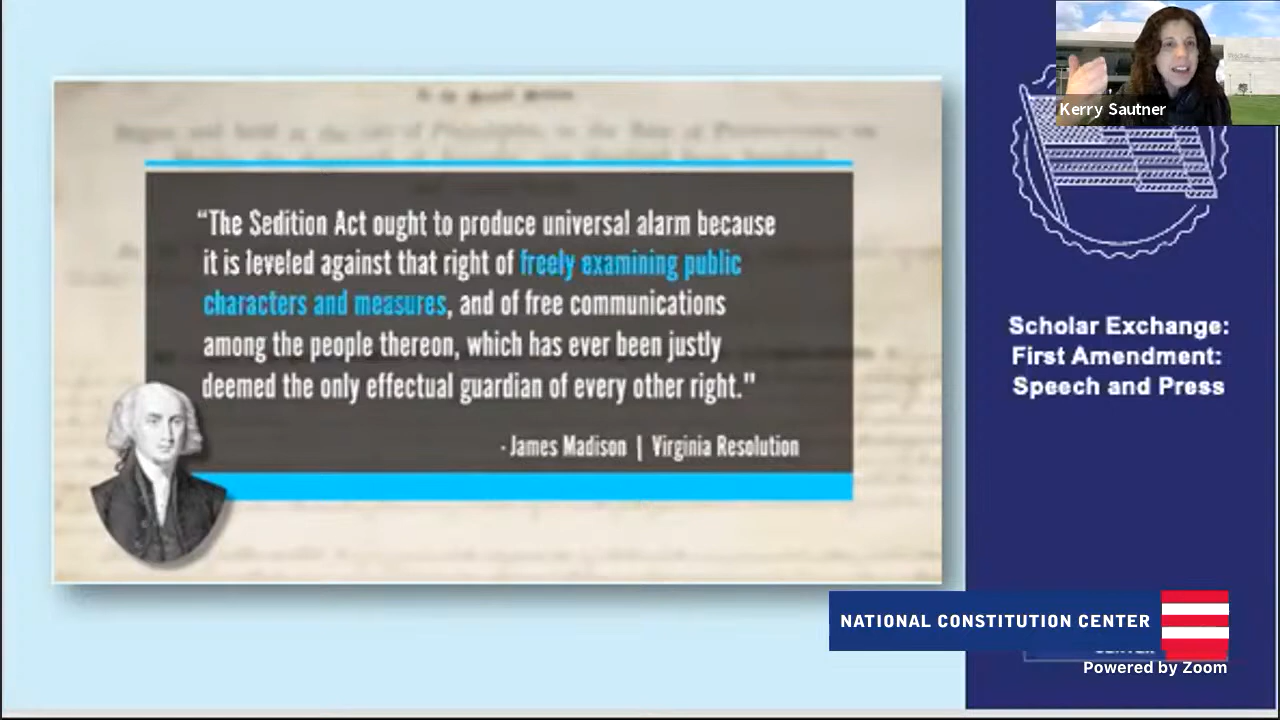 “The Sedition Act ought to produce universal alarm because
it is leveled against that right of freely examining public
characters and measures, and of free communications
among the people thereon, which has ever been justly
deemed the only effectual guardian of every other right.”
- James Madison | Virginia Resolution
Kerry Sautner
Scholar Exchange:
First Amendment:
Speech and Press
NATIONAL CONSTITUTION CENTER
Powered by Zoom